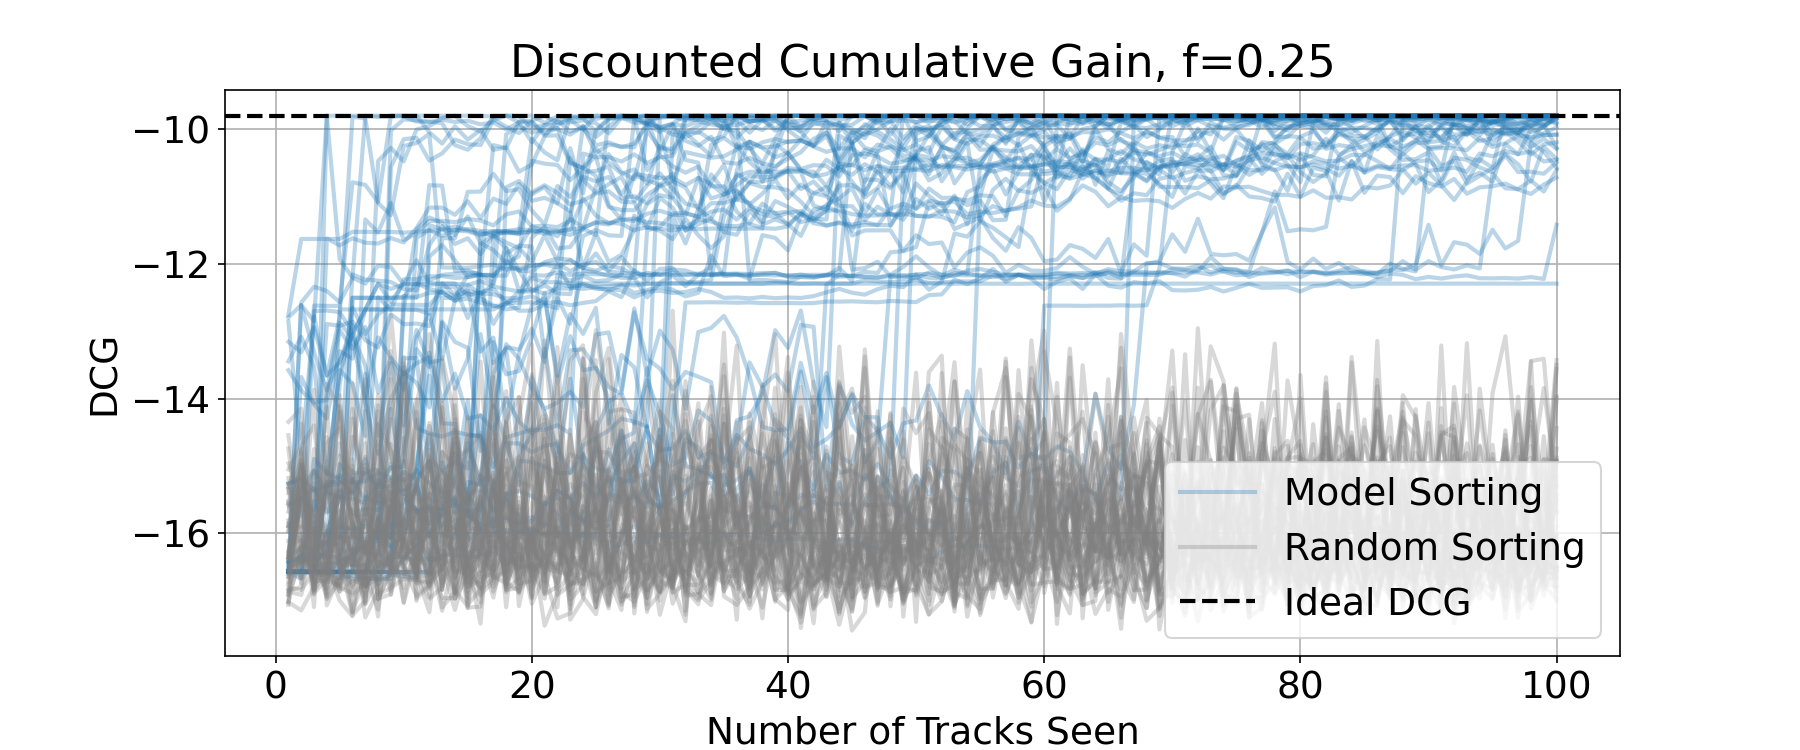 Discounted Cumulative Gain, f=0.25
DCG
−10
−12
−14
−16
Model Sorting
Random Sorting
Ideal DCG
0 20 40 60 80 100
Number of Tracks Seen